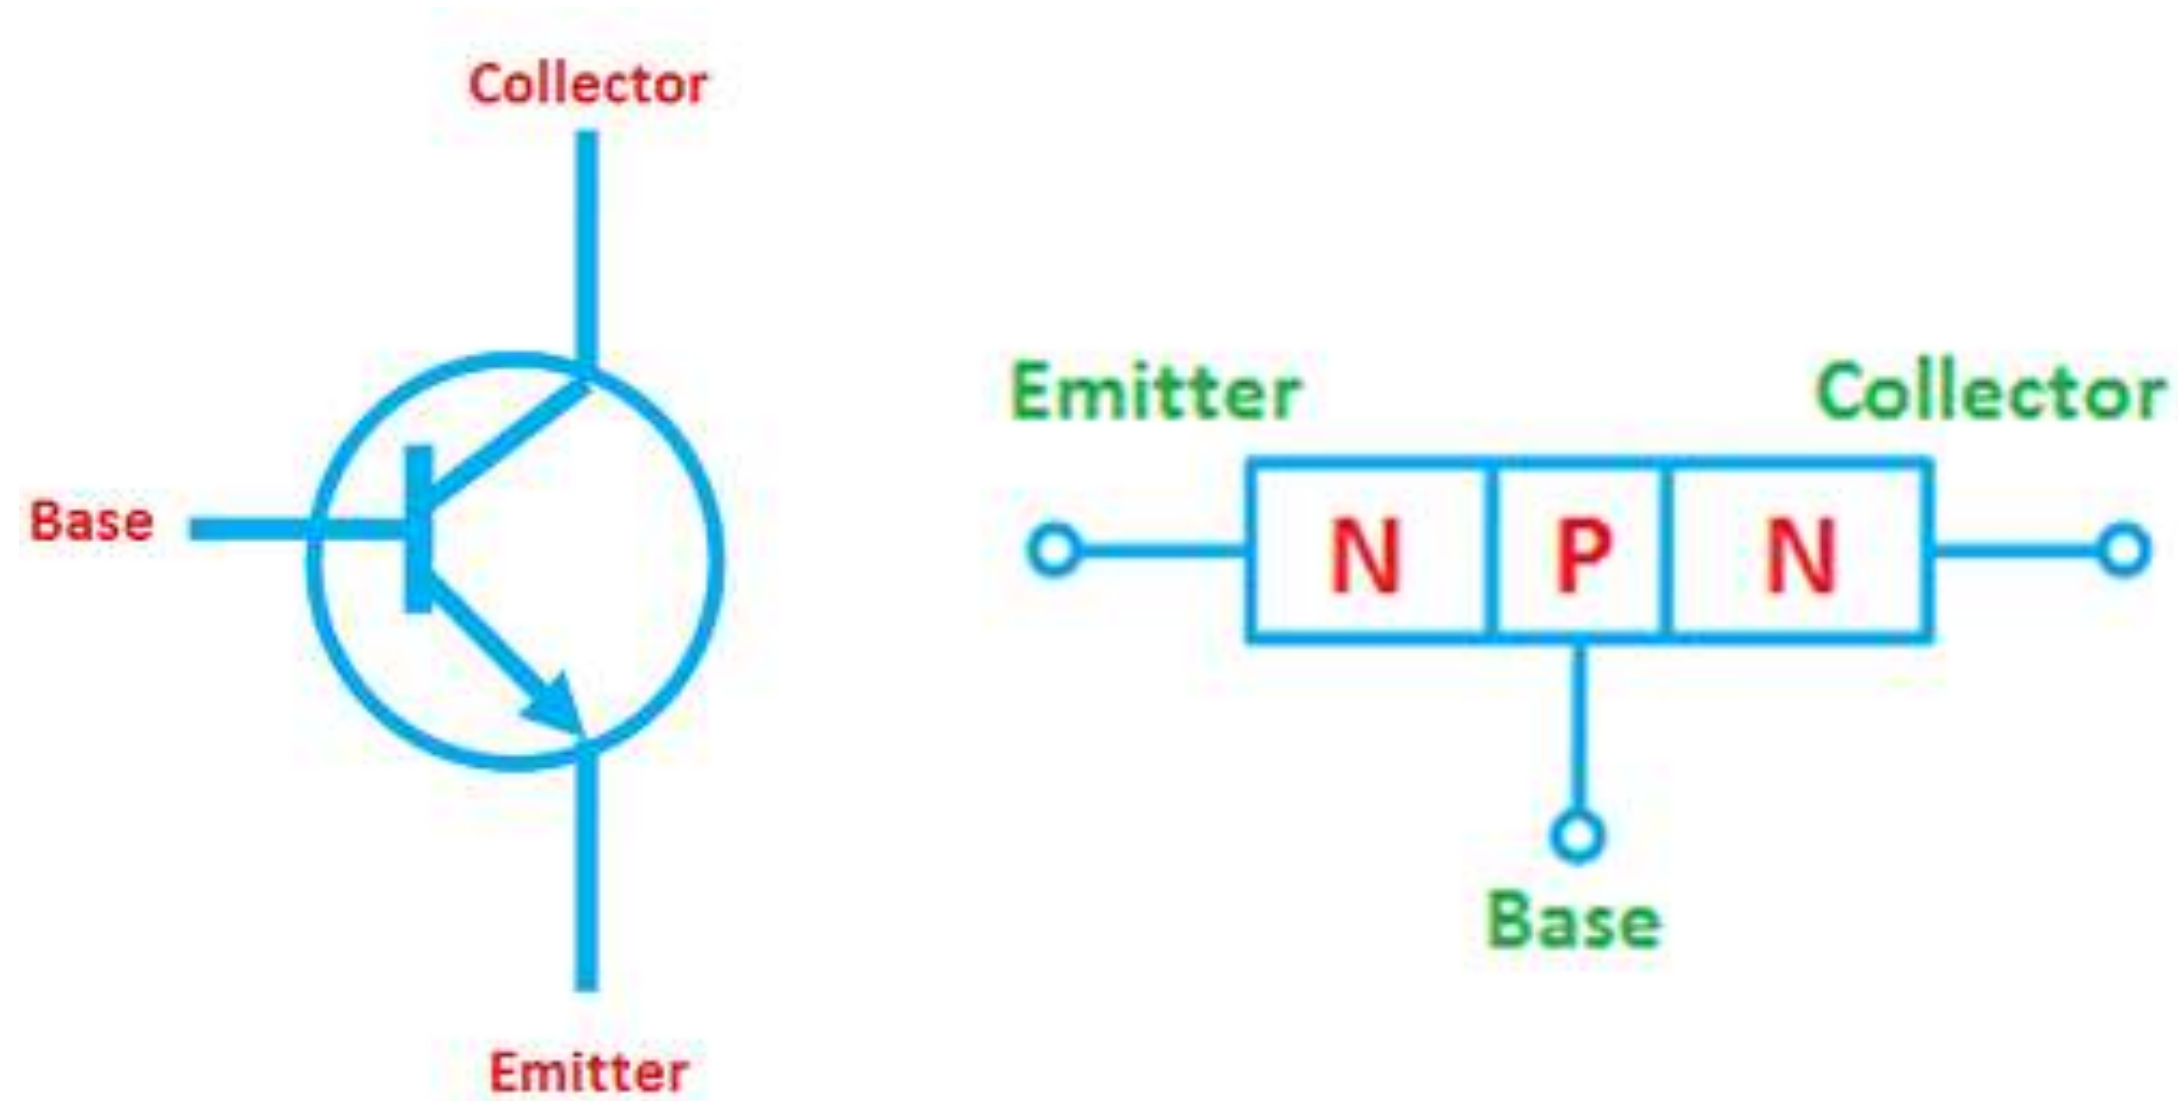 Collector
Base
Emitter
Emitter
Collector
N P N
Base